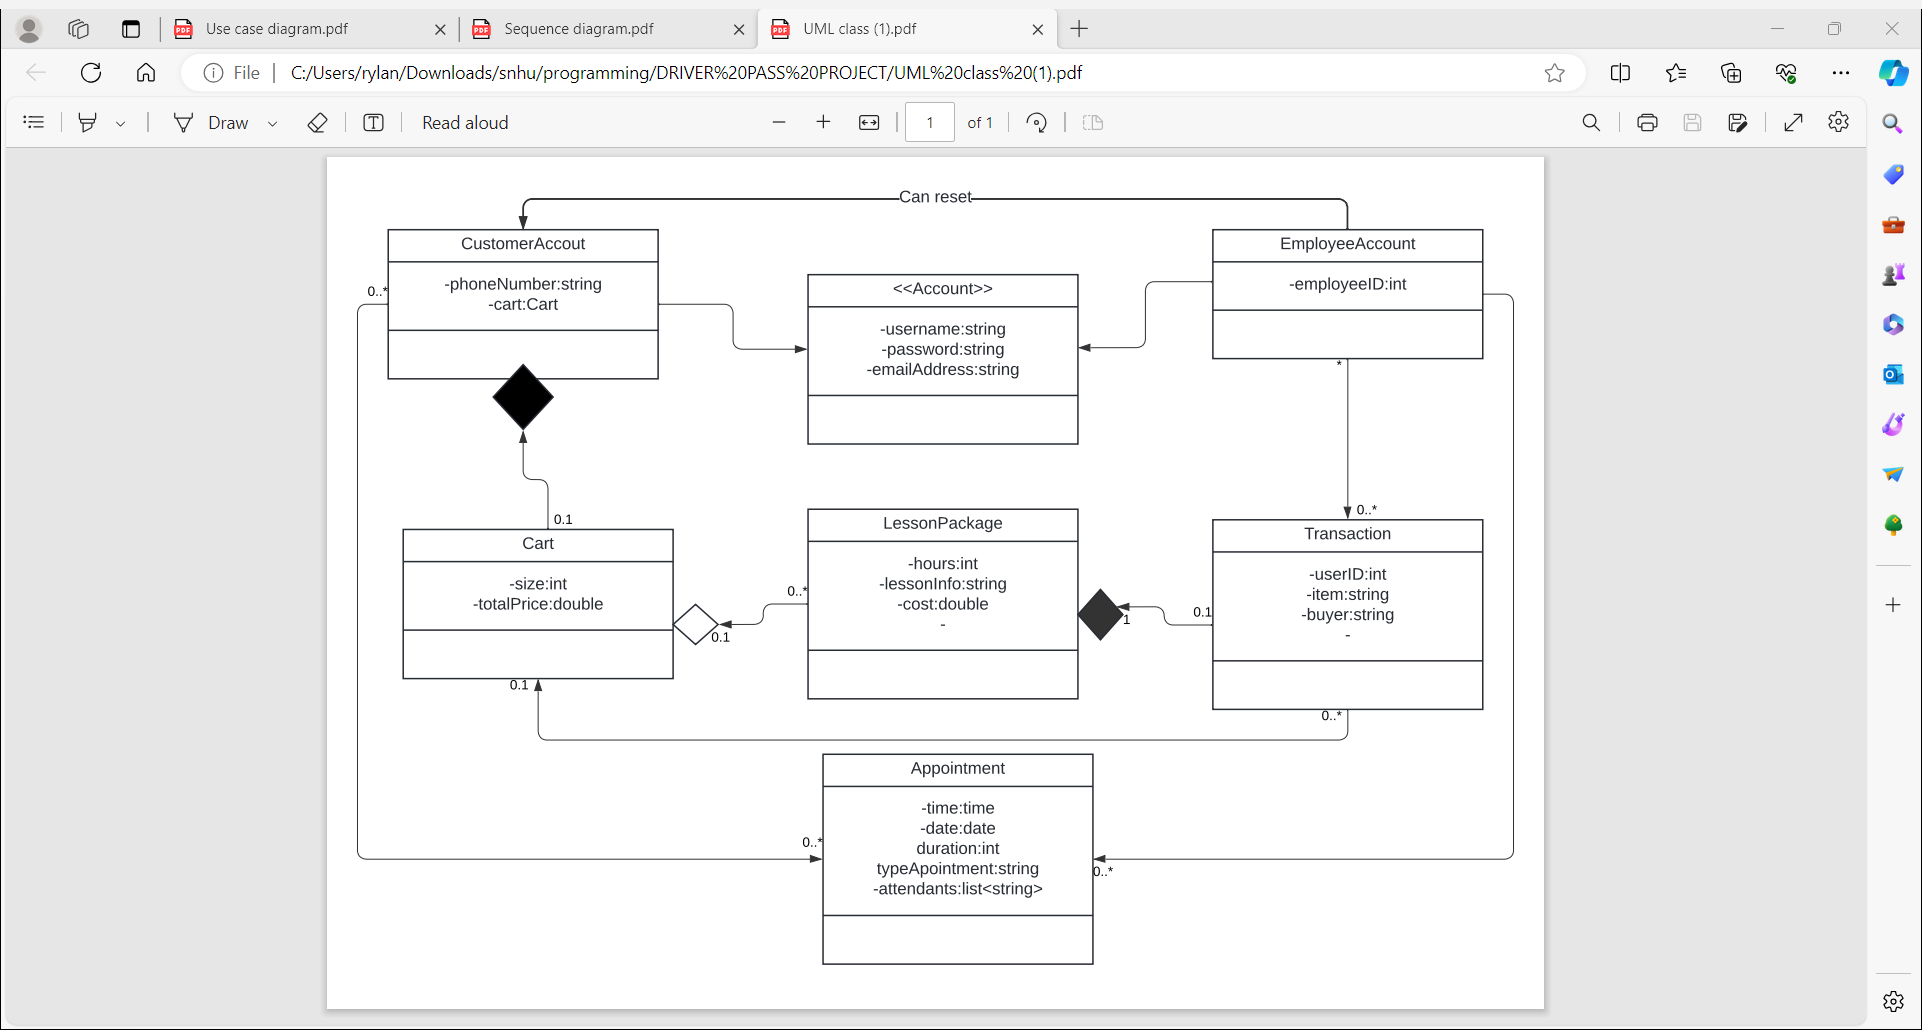 Use case diagram.pdf
Sequence diagram.pdf
UML class (1).pdf
File
C:/Users/rylan/Downloads/snhu/programming/DRIVER%20PASS%20PROJECT/UML%20class%20(1).pdf
Draw
Read aloud
1
of 1
Can reset
CustomerAccout
-phoneNumber:string
-cart:Cart
0..*
<<Account>>
-username:string
-password:string
-emailAddress:string
EmployeeAccount
-employeeID:int
*
0.1
Cart
-size:int
-totalPrice:double
0.1
0..*
LessonPackage
-hours:int
-lessonInfo:string
-cost:double
-
1
0.1
0..*
Transaction
-userID:int
-item:string
-buyer:string
-
0.1
0..*
Appointment
-time:time
-date:date
duration:int
typeApointment:string
-attendants:list<string>
0..*
0..*